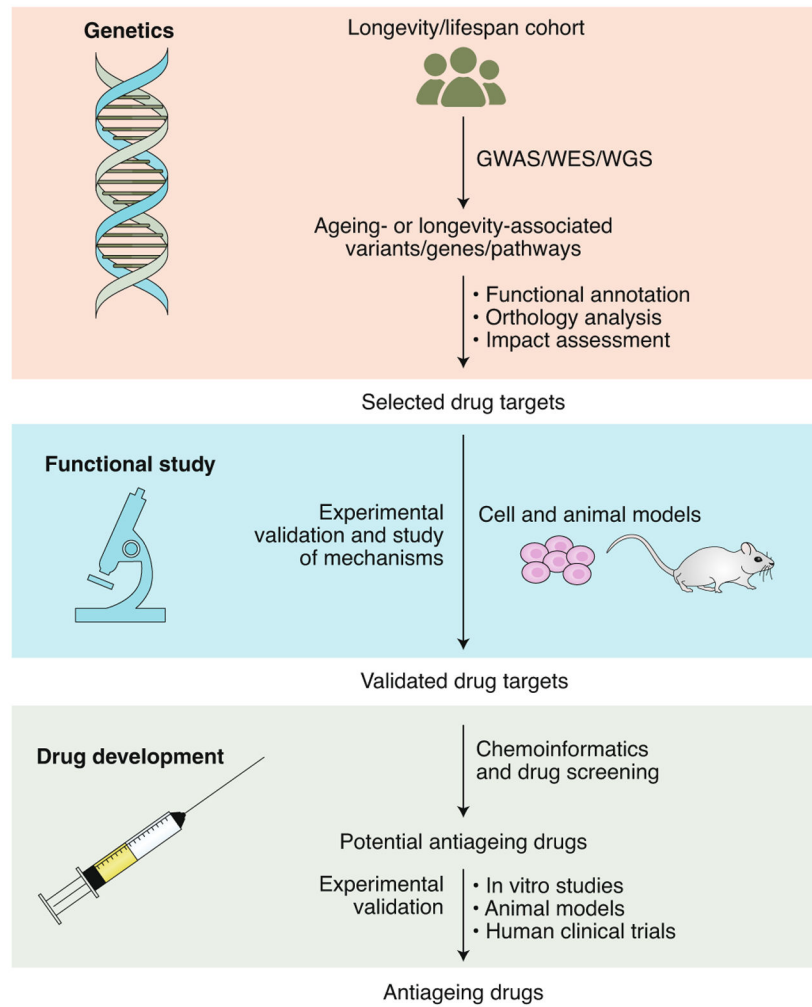 Genetics
Longevity/lifespan cohort
GWAS/WES/WGS
Ageing- or longevity-associated
variants/genes/pathways
• Functional annotation
• Orthology analysis
• Impact assessment
Selected drug targets
Functional study
Experimental
validation and study
of mechanisms
Cell and animal models
Validated drug targets
Drug development
Chemoinformatics
and drug screening
Potential antiageing drugs
Experimental
validation
• In vitro studies
• Animal models
• Human clinical trials
Antiageing drugs